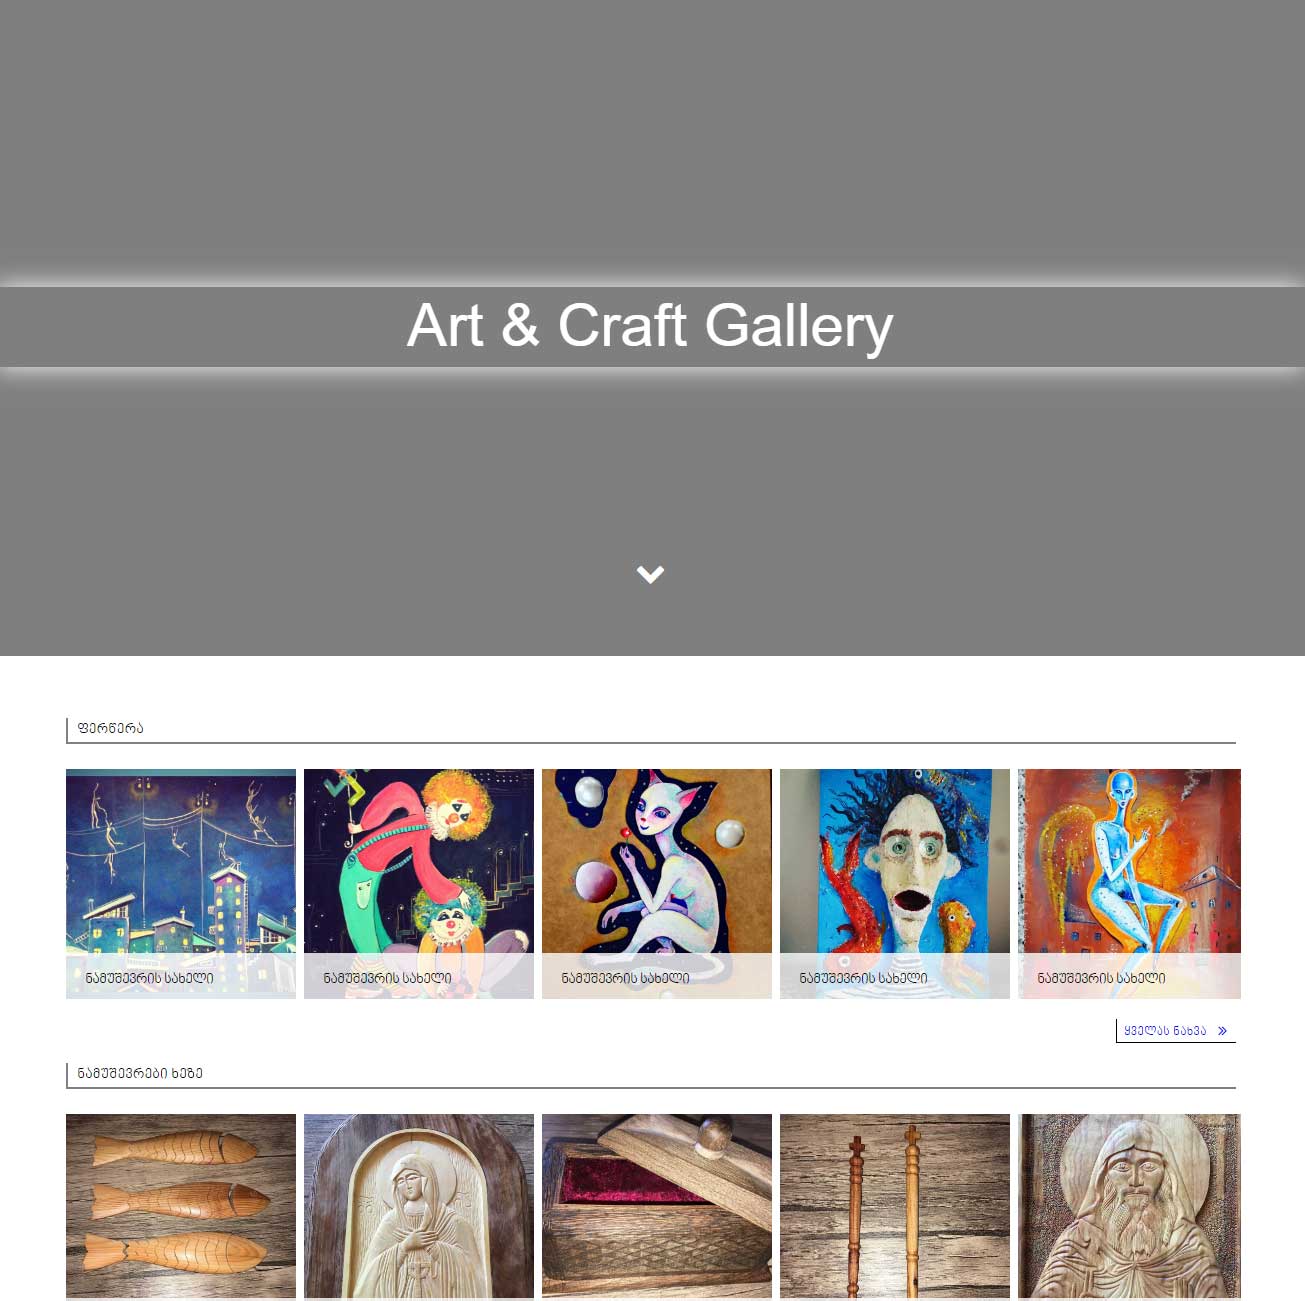 Art & Craft Gallery
ფერწერა
ნამუშევრის სახელი
ნამუშევრის სახელი
ნამუშევრის სახელი
ნამუშევრის სახელი
ნამუშევრის სახელი
ყველას ნახვა »
ნამუშევრები ხეზე